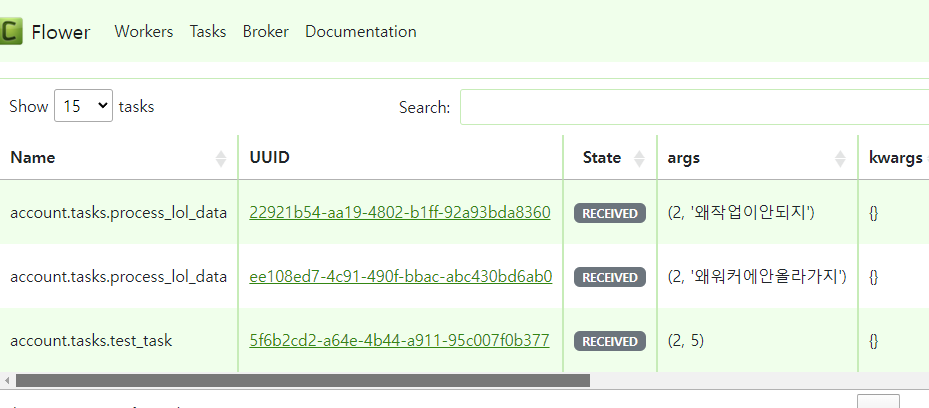 C Flower Workers Tasks Broker Documentation
Show 15 tasks Search:
Name UUID State args kwargs
account.tasks.process_lol_data 22921b54-aa19-4802-b1ff-92a93bda8360 RECEIVED (2, '왜작업이안되지') {}
account.tasks.process_lol_data ee108ed7-4c91-490f-bbac-abc430bd6ab0 RECEIVED (2, '왜워커에안올라가지') {}
account.tasks.test_task 5f6b2cd2-a64e-4b44-a911-95c007f0b377 RECEIVED (2, 5) {}